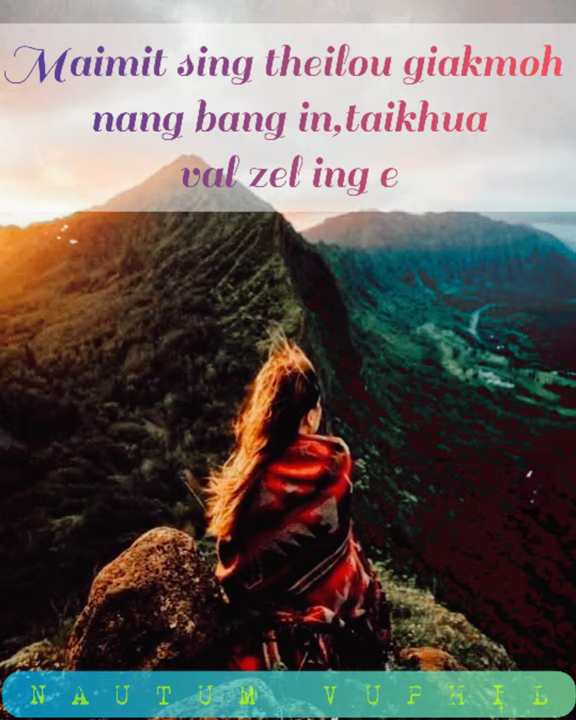 Maimit sing theilou giakmoh
nang bang in,taikhua
val zel ing e
NAUTUM VUPHIL